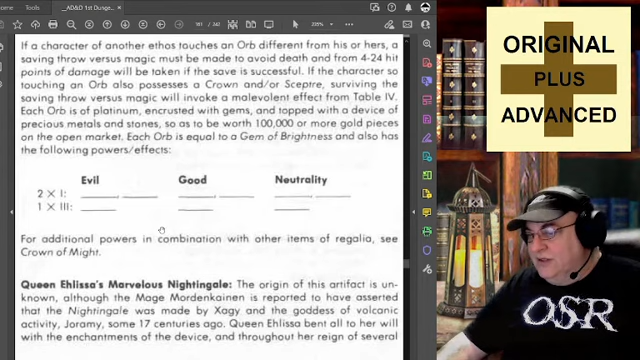 AD&D 1st Dunge...
161 / 242
235%
If a character of another ethos touches an Orb different from his or hers,
a saving throw versus magic must be made to avoid death and from 4-24 hit
points of damage will be taken if the save is successful. If the character so
touching an Orb also possesses a Crown and/or Sceptre, surviving the
saving throw versus magic will invoke a malevolent effect from Table IV.
Each Orb is of platinum, encrusted with gems, and topped with a device of
precious metals and stones, so as to be worth 100,000 or more gold pieces
on the open market. Each Orb is equal to a Gem of Brightness and also has
the following powers/effects:
Evil Good Neutrality
2 X I:
1 X III:
For additional powers in combination with other items of regalia, see
Crown of Might.
Queen Ehlissa's Marvelous Nightingale: The origin of this artifact is un-
known, although the Mage Mordenkainen is reported to have asserted
that the Nightingale was made by Xagy and the goddess of volcanic
activity, Joramy, some 17 centuries ago. Queen Ehlissa bent all to her will
with the enchantments of the device, and throughout her reign of several
ORIGINAL
PLUS
ADVANCED
OSR